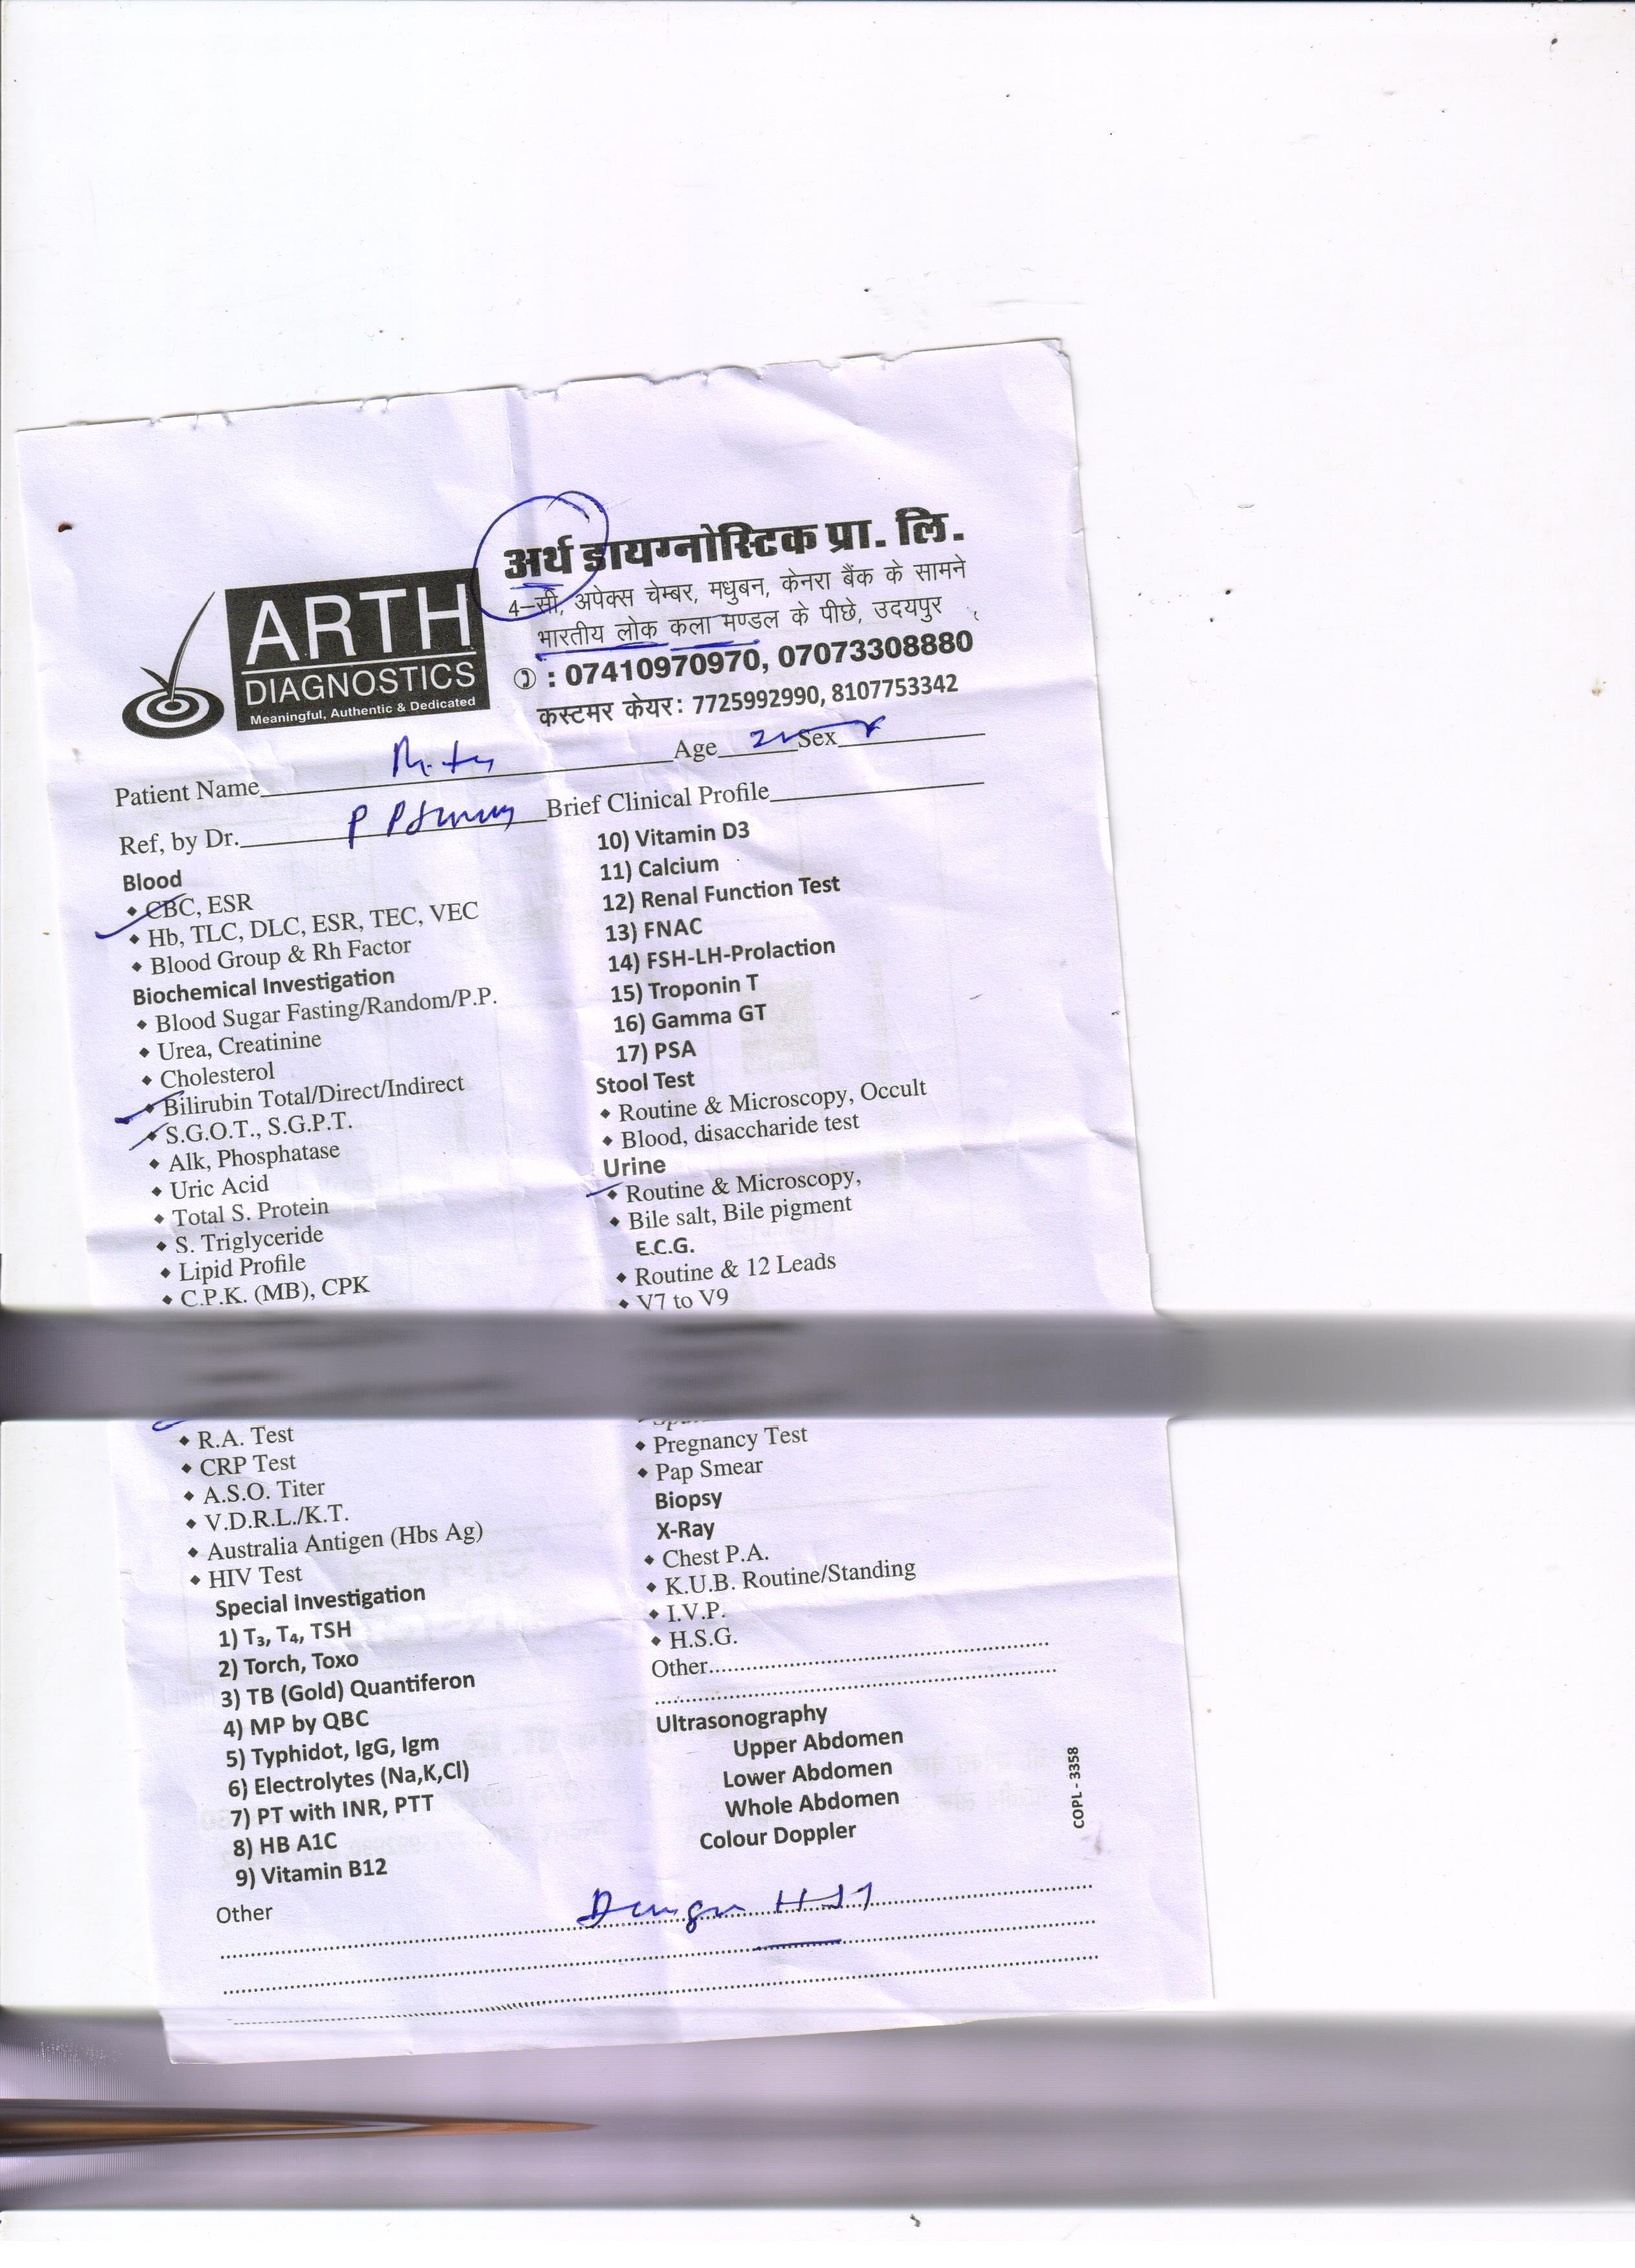 अर्थ डायग्नोस्टिक प्रा. लि.
4-सी, अपेक्स चेम्बर, मधुबन, केनरा बैंक के सामने
भारतीय लोक कला मण्डल के पीछे, उदयपुर
: 07410970970, 07073308880
कस्टमर केयर: 7725992990, 8107753342
ARTH
DIAGNOSTICS
Meaningful, Authentic & Dedicated
Patient Name Age Sex
Ref, by Dr. Brief Clinical Profile
Blood
CBC, ESR
Hb, TLC, DLC, ESR, TEC, VEC
Blood Group & Rh Factor
Biochemical Investigation
Blood Sugar Fasting/Random/P.P.
Urea, Creatinine
Cholesterol
Bilirubin Total/Direct/Indirect
S.G.O.T., S.G.P.T.
Alk, Phosphatase
Uric Acid
Total S. Protein
S. Triglyceride
Lipid Profile
C.P.K. (MB), CPK
R.A. Test
CRP Test
A.S.O. Titer
V.D.R.L./K.T.
Australia Antigen (Hbs Ag)
HIV Test
Special Investigation
1) T3, T4, TSH
2) Torch, Toxo
3) TB (Gold) Quantiferon
4) MP by QBC
5) Typhidot, IgG, Igm
6) Electrolytes (Na,K,Cl)
7) PT with INR, PTT
8) HB A1C
9) Vitamin B12
10) Vitamin D3
11) Calcium
12) Renal Function Test
13) FNAC
14) FSH-LH-Prolaction
15) Troponin T
16) Gamma GT
17) PSA
Stool Test
Routine & Microscopy, Occult
Blood, disaccharide test
Urine
Routine & Microscopy,
Bile salt, Bile pigment
E.C.G.
Routine & 12 Leads
V7 to V9
Pregnancy Test
Pap Smear
Biopsy
X-Ray
Chest P.A.
K.U.B. Routine/Standing
I.V.P.
H.S.G.
Other
Ultrasonography
Upper Abdomen
Lower Abdomen
Whole Abdomen
Colour Doppler
COPL - 3358
Other